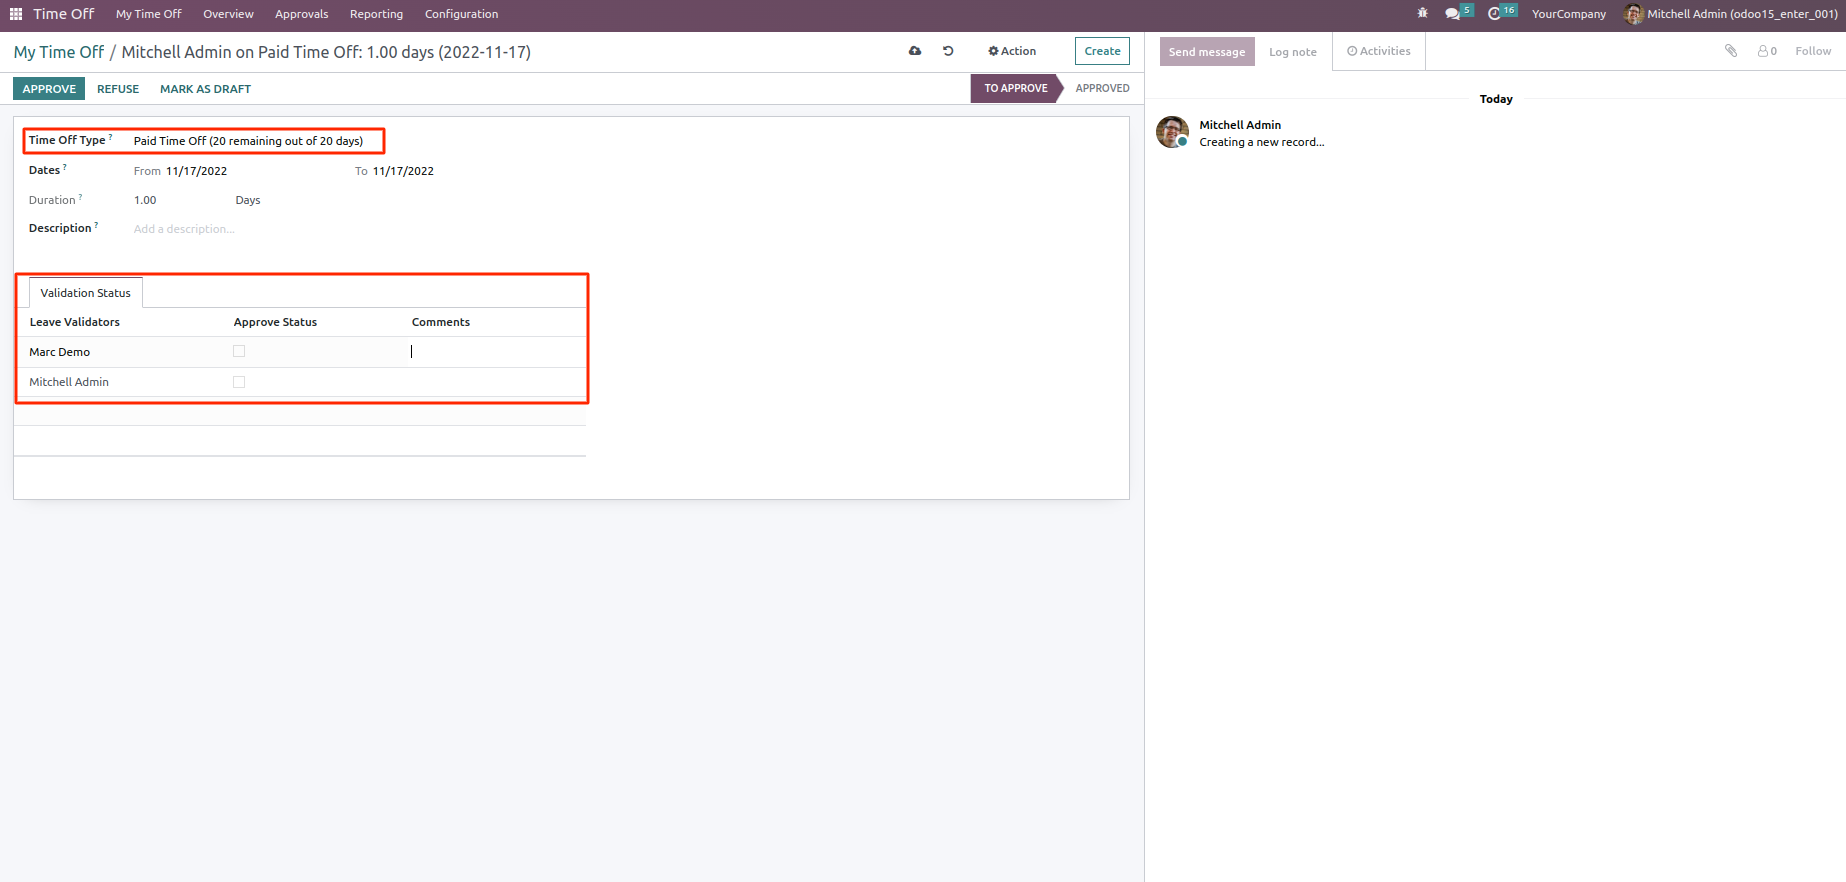 Time Off My Time Off Overview Approvals Reporting Configuration 5 16 YourCompany Mitchell Admin (odoo15_enter_001)
My Time Off / Mitchell Admin on Paid Time Off: 1.00 days (2022-11-17) Action Create
Send message Log note Activities 0 Follow
APPROVE REFUSE MARK AS DRAFT TO APPROVE APPROVED
Today
Mitchell Admin
Creating a new record...
Time Off Type ? Paid Time Off (20 remaining out of 20 days)
Dates ? From 11/17/2022 To 11/17/2022
Duration ? 1.00 Days
Description ? Add a description...
Validation Status
Leave Validators Approve Status Comments
Marc Demo
Mitchell Admin